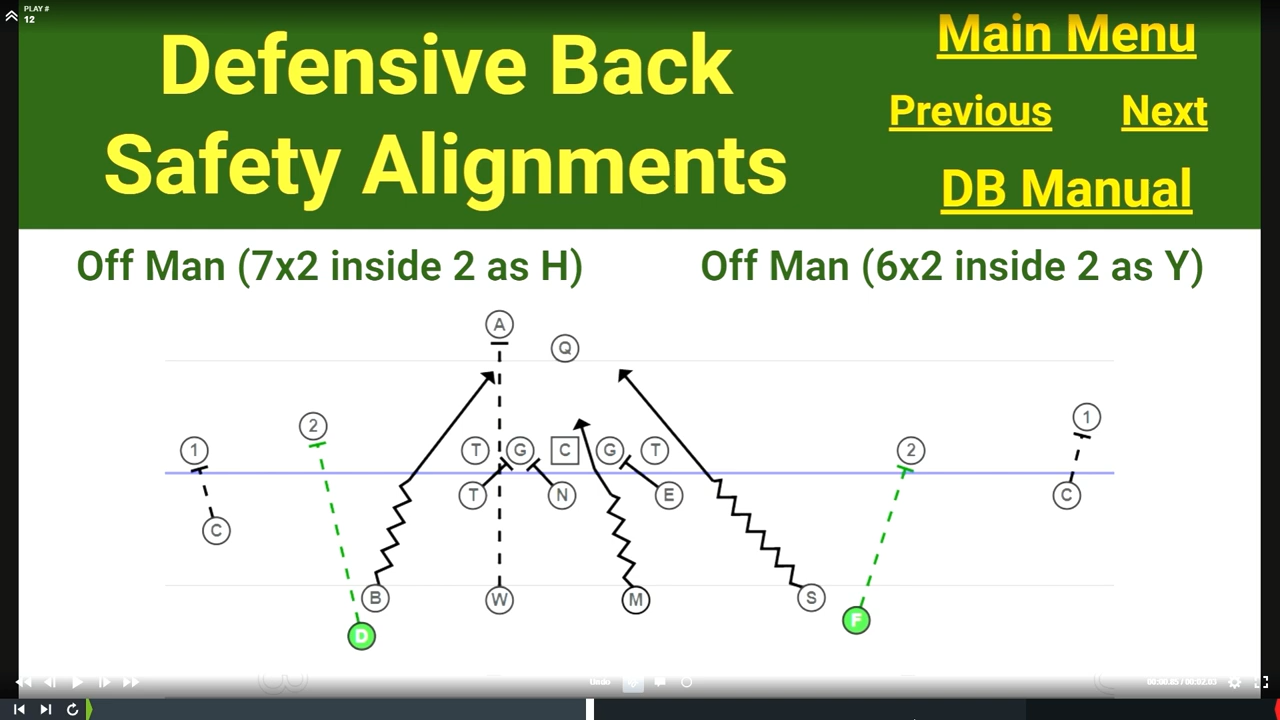 PLAY #
12
Defensive Back
Safety Alignments
Main Menu
Previous Next
DB Manual
Off Man (7x2 inside 2 as H) Off Man (6x2 inside 2 as Y)
A
Q
2 1
1 T G C G T 2
T N E C
C
B W M S
D F
Undo